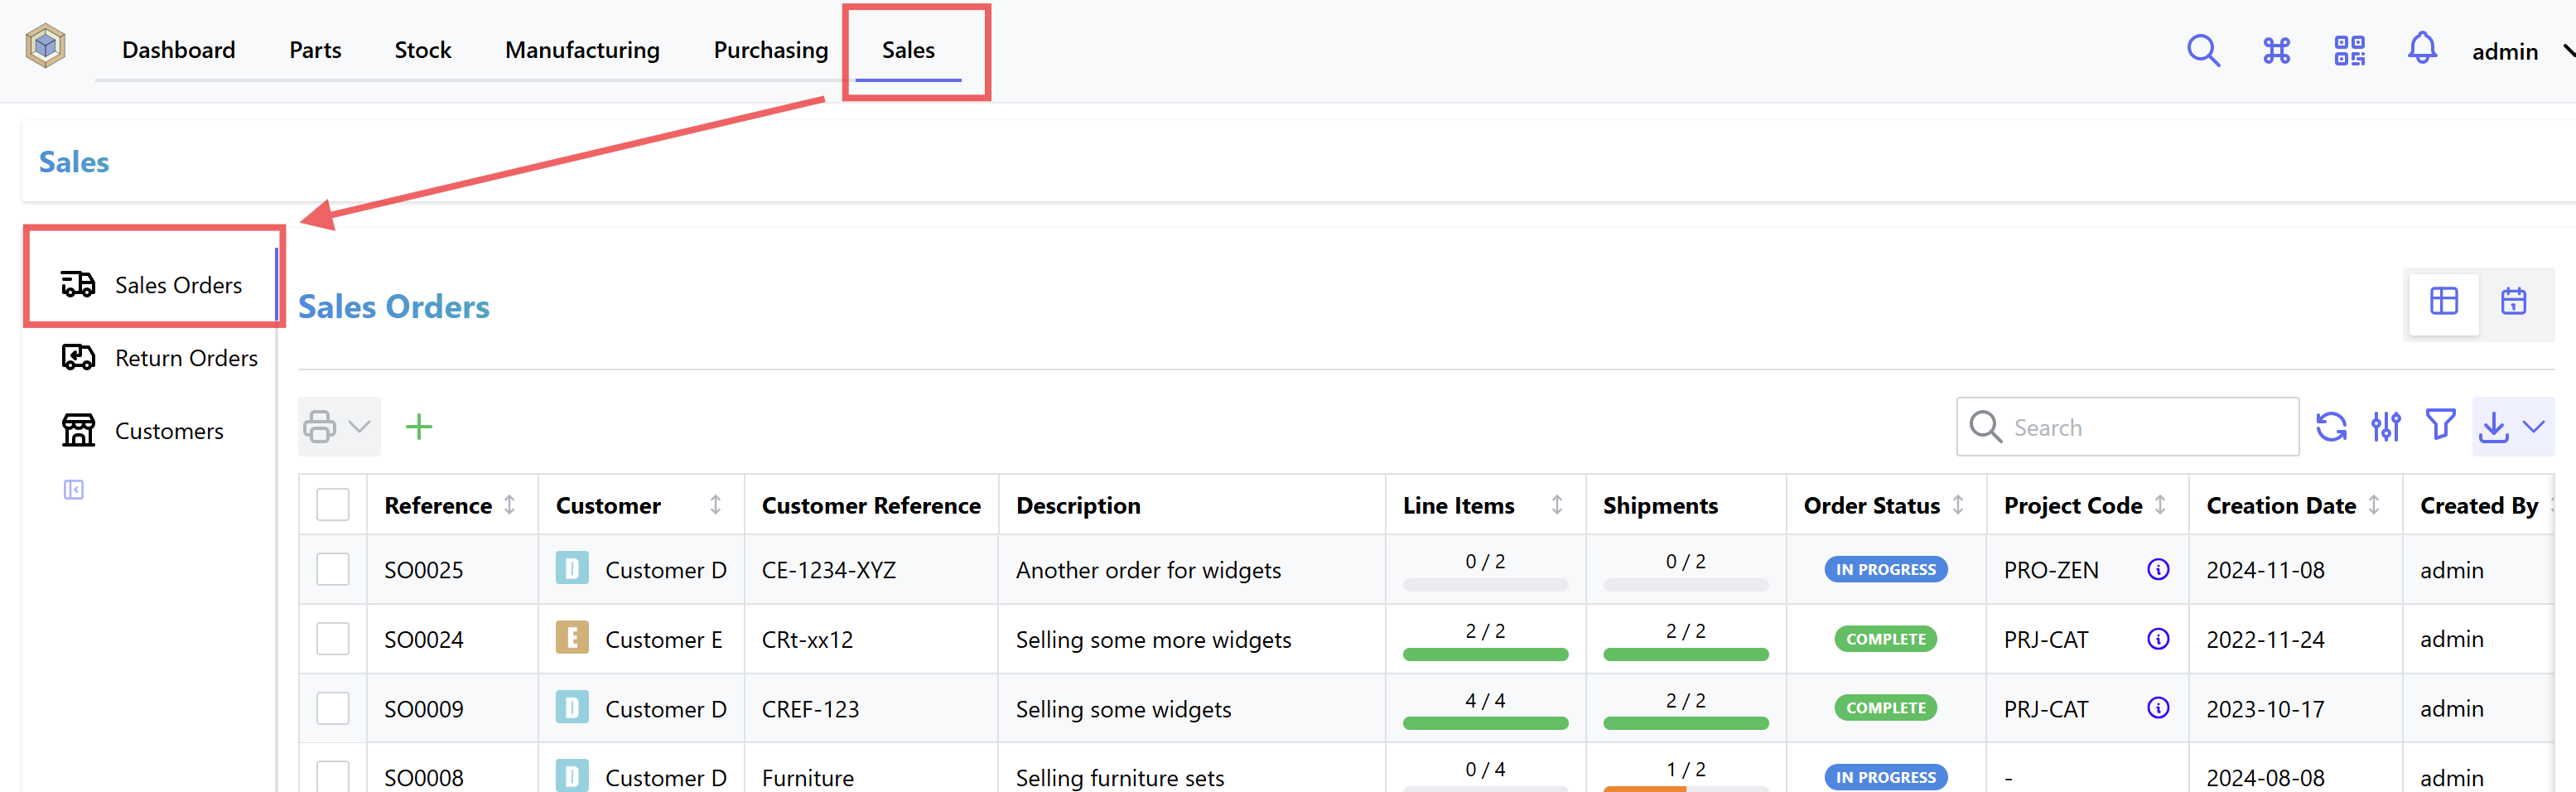 Dashboard Parts Stock Manufacturing Purchasing Sales admin
Sales
Sales Orders
Return Orders
Customers
Sales Orders
1
Search
Reference Customer Customer Reference Description Line Items Shipments Order Status Project Code Creation Date Created By
SO0025 D Customer D CE-1234-XYZ Another order for widgets 0 / 2 0 / 2 IN PROGRESS PRO-ZEN 2024-11-08 admin
SO0024 E Customer E CRt-xx12 Selling some more widgets 2 / 2 2 / 2 COMPLETE PRJ-CAT 2022-11-24 admin
SO0009 D Customer D CREF-123 Selling some widgets 4 / 4 2 / 2 COMPLETE PRJ-CAT 2023-10-17 admin
SO0008 D Customer D Furniture Selling furniture sets 0 / 4 1 / 2 IN PROGRESS - 2024-08-08 admin